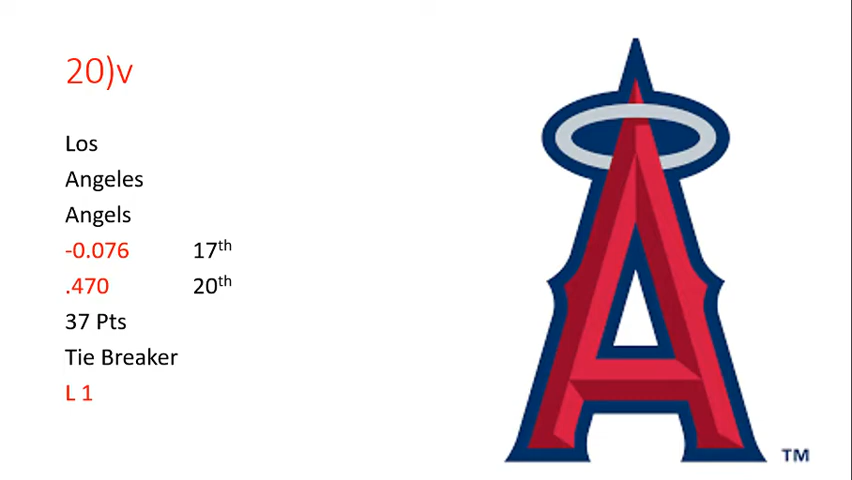 20)v
Los
Angeles
Angels
-0.076 17th
.470 20th
37 Pts
Tie Breaker
L 1
A
TM